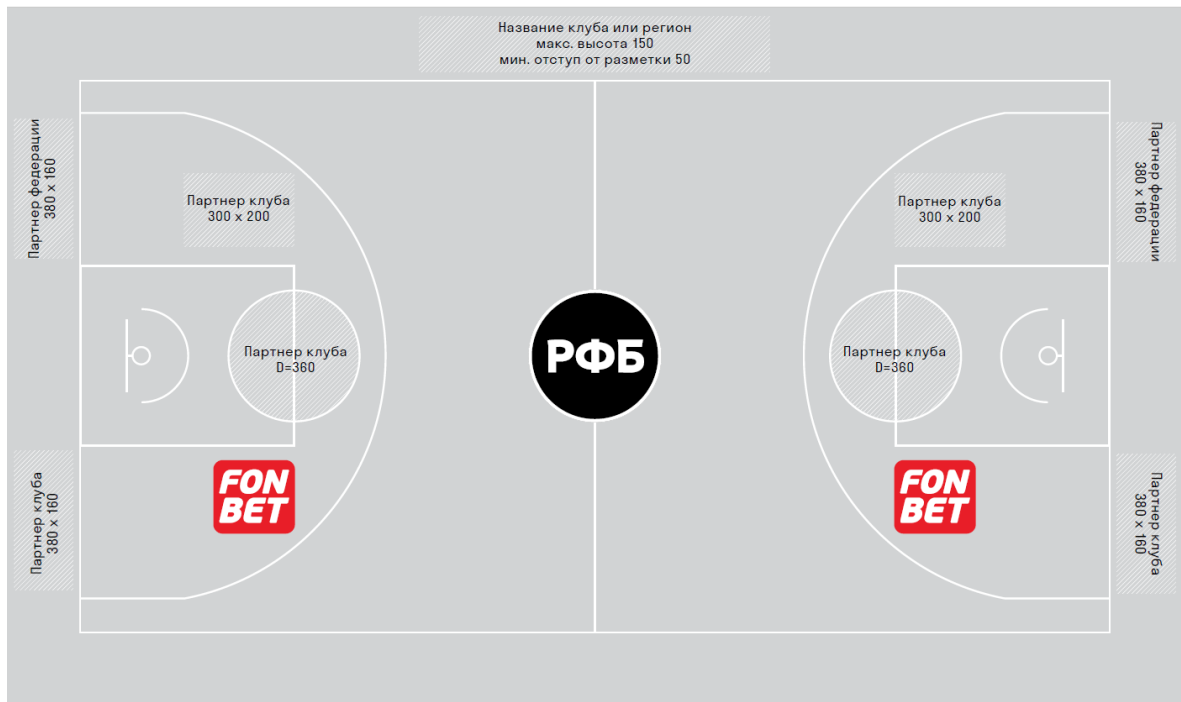 Название клуба или регион
макс. высота 150
мин. отступ от разметки 50
Партнер федерации
380 x 160
Партнер клуба
300 x 200
Партнер клуба
300 x 200
Партнер федерации
380 x 160
Партнер клуба
D=360
РФБ
Партнер клуба
D=360
Партнер клуба
380 x 160
FON
BET
FON
BET
Партнер клуба
380 x 160